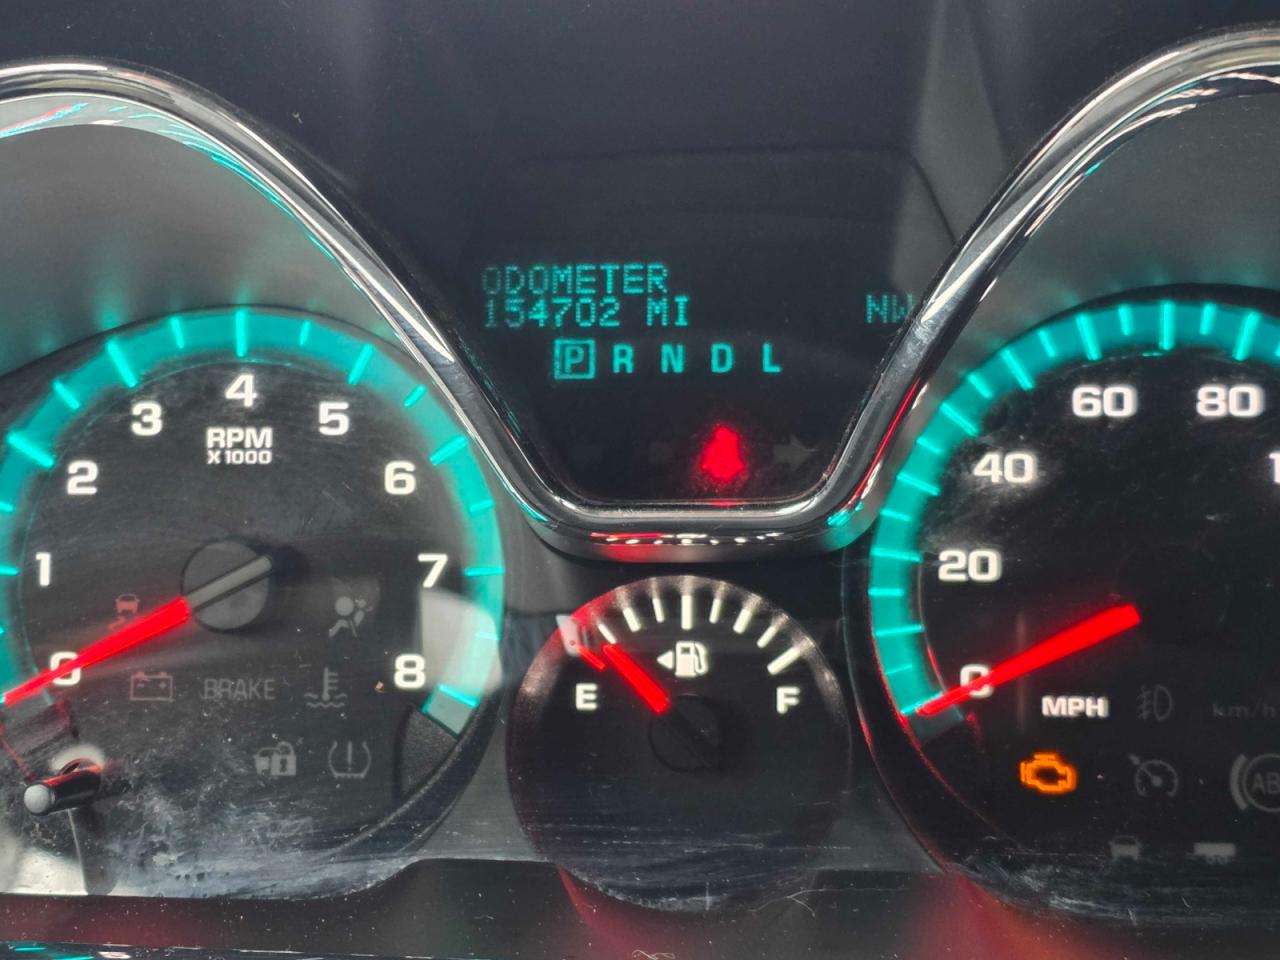 ODOMETER
154702 MI
NW
P R N D L
0
1
2
3
4
5
6
7
8
RPM
X1000
BRAKE
E
F
0
20
40
60
80
MPH
km/h